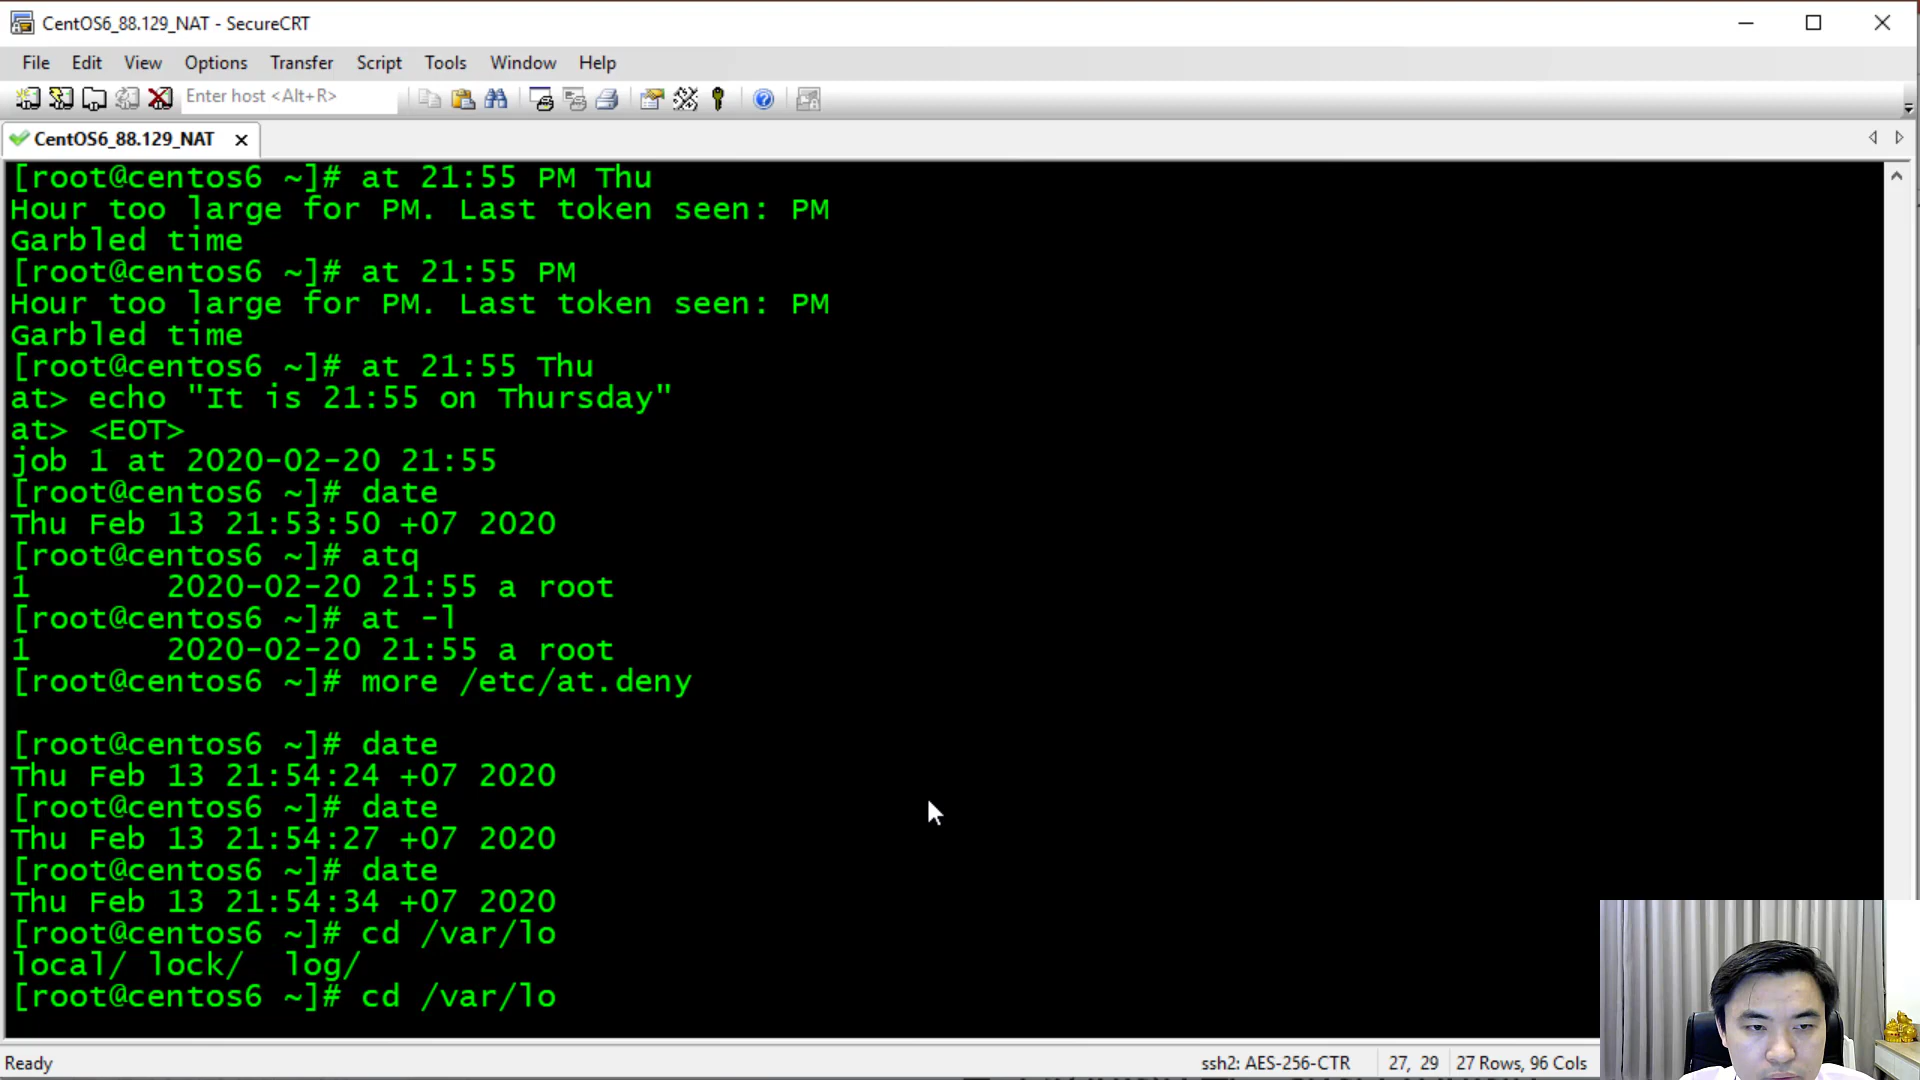 CentOS6_88.129_NAT - SecureCRT
File Edit View Options Transfer Script Tools Window Help
Enter host <Alt+R>
CentOS6_88.129_NAT
[root@centos6 ~]# at 21:55 PM Thu
Hour too large for PM. Last token seen: PM
Garbled time
[root@centos6 ~]# at 21:55 PM
Hour too large for PM. Last token seen: PM
Garbled time
[root@centos6 ~]# at 21:55 Thu
at> echo "It is 21:55 on Thursday"
at> <EOT>
job 1 at 2020-02-20 21:55
[root@centos6 ~]# date
Thu Feb 13 21:53:50 +07 2020
[root@centos6 ~]# atq
1 2020-02-20 21:55 a root
[root@centos6 ~]# at -l
1 2020-02-20 21:55 a root
[root@centos6 ~]# more /etc/at.deny
[root@centos6 ~]# date
Thu Feb 13 21:54:24 +07 2020
[root@centos6 ~]# date
Thu Feb 13 21:54:27 +07 2020
[root@centos6 ~]# date
Thu Feb 13 21:54:34 +07 2020
[root@centos6 ~]# cd /var/lo
local/ lock/ log/
[root@centos6 ~]# cd /var/lo
Ready ssh2: AES-256-CTR 27, 29 27 Rows, 96 Cols